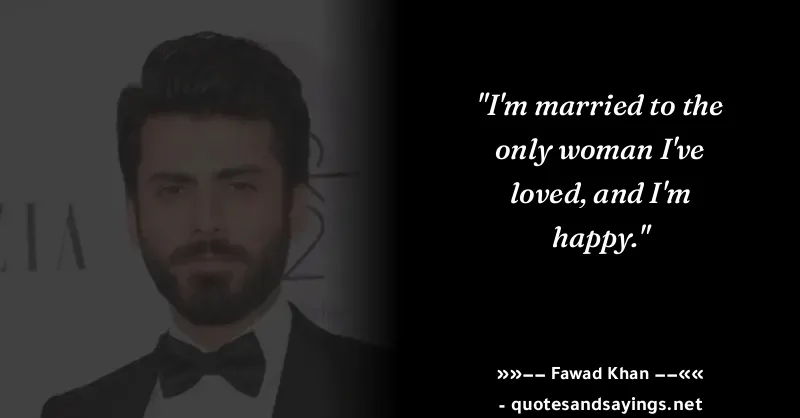 "I'm married to the
only woman I've
loved, and I'm
happy."
»»–– Fawad Khan ––««
- quotesandsayings.net